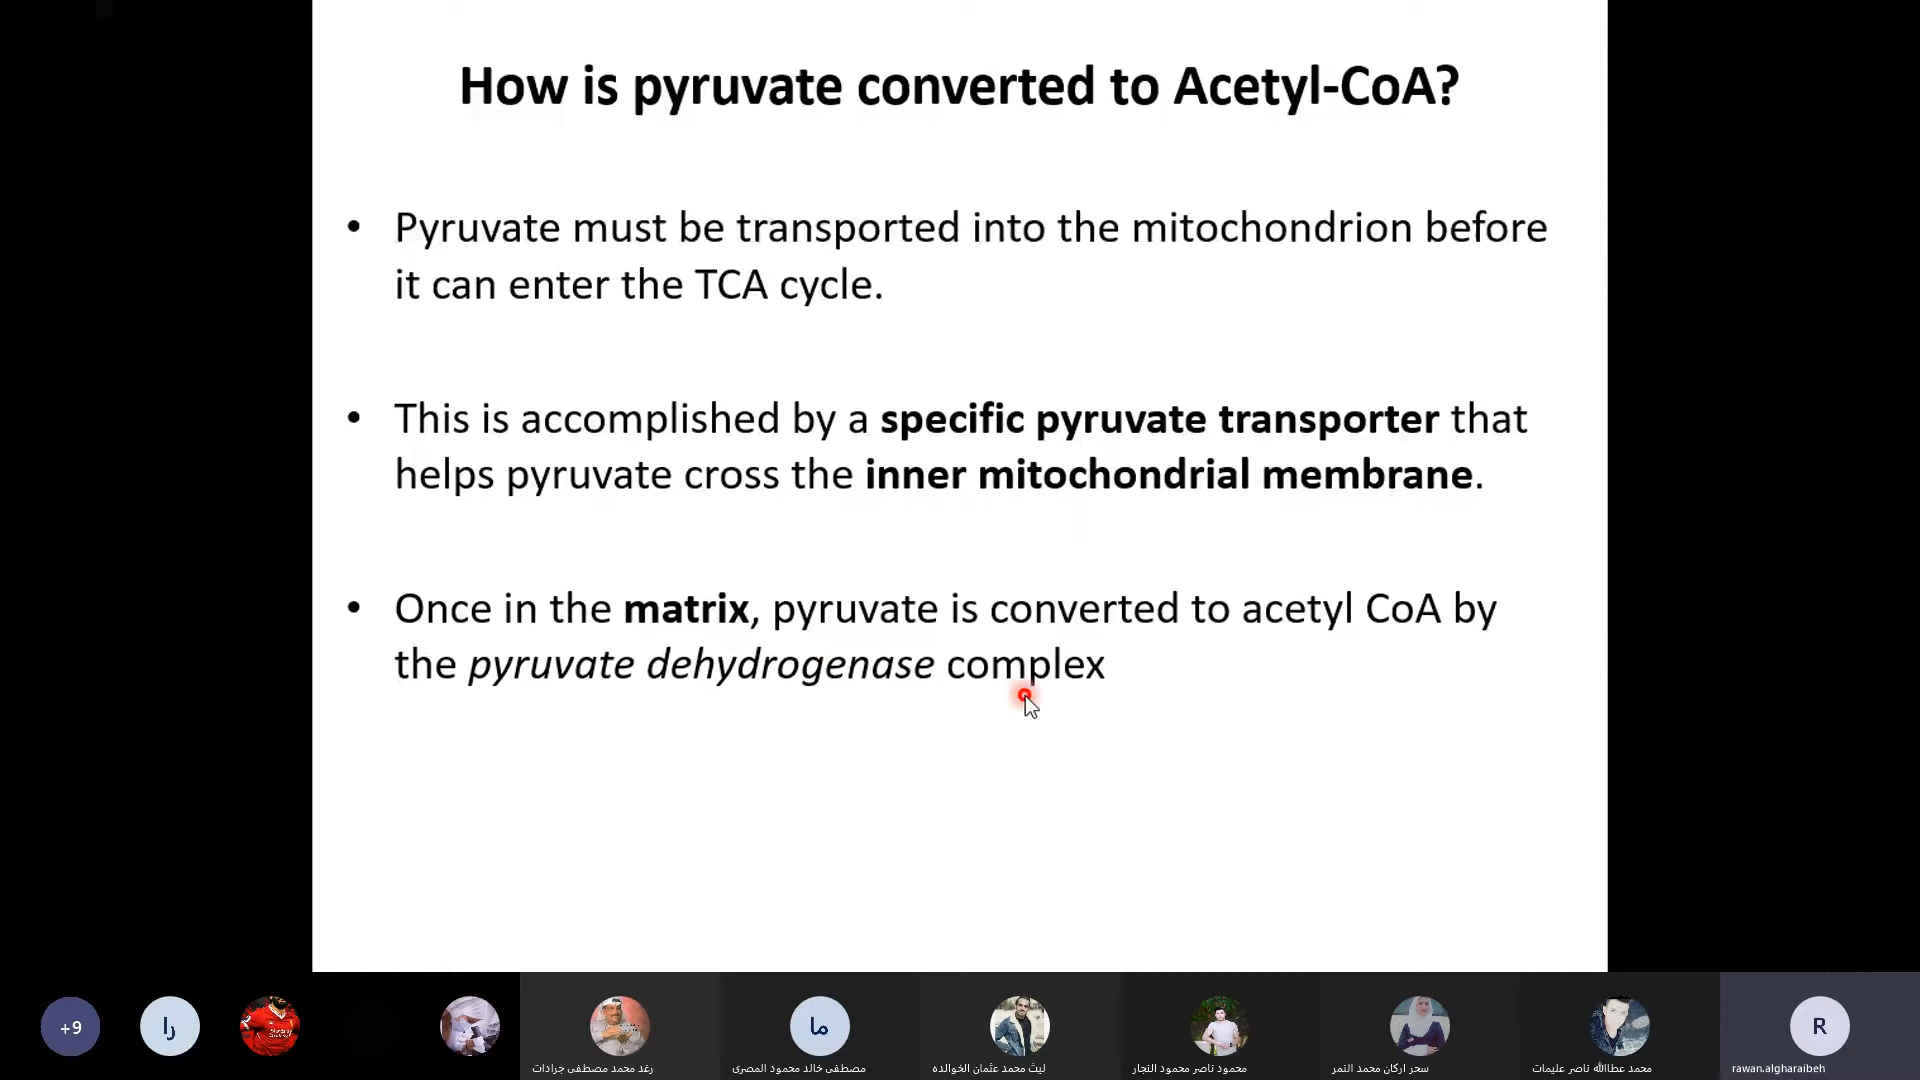 How is pyruvate converted to Acetyl-CoA?
• Pyruvate must be transported into the mitochondrion before
it can enter the TCA cycle.
• This is accomplished by a specific pyruvate transporter that
helps pyruvate cross the inner mitochondrial membrane.
• Once in the matrix, pyruvate is converted to acetyl CoA by
the pyruvate dehydrogenase complex
+9
را
ما
R
رغد محمد مصطفى جرادات
مصطفى خالد محمود المصرى
ليث محمد عثمان الخوالده
محمود ناصر محمود النجار
سحر اركان محمد النمر
محمد عطاالله ناصر عليمات
rawan.algharaibeh